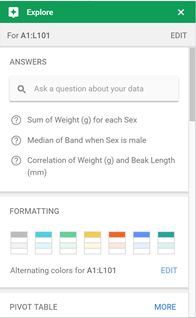 Explore
For A1:L101 EDIT
ANSWERS
Ask a question about your data
Sum of Weight (g) for each Sex
Median of Band when Sex is male
Correlation of Weight (g) and Beak Length
(mm)
FORMATTING
Alternating colors for A1:L101 EDIT
PIVOT TABLE MORE